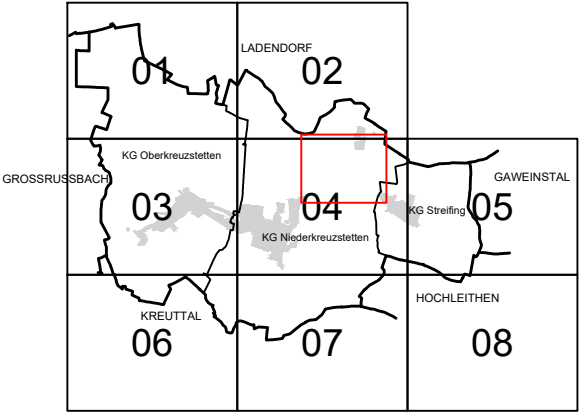 LADENDORF
01
02
KG Oberkreuzstetten
GROSSRUSSBACH
GAWEINSTAL
03
04
KG Streifing
05
KG Niederkreuzstetten
HOCHLEITHEN
KREUTTAL
06
07
08